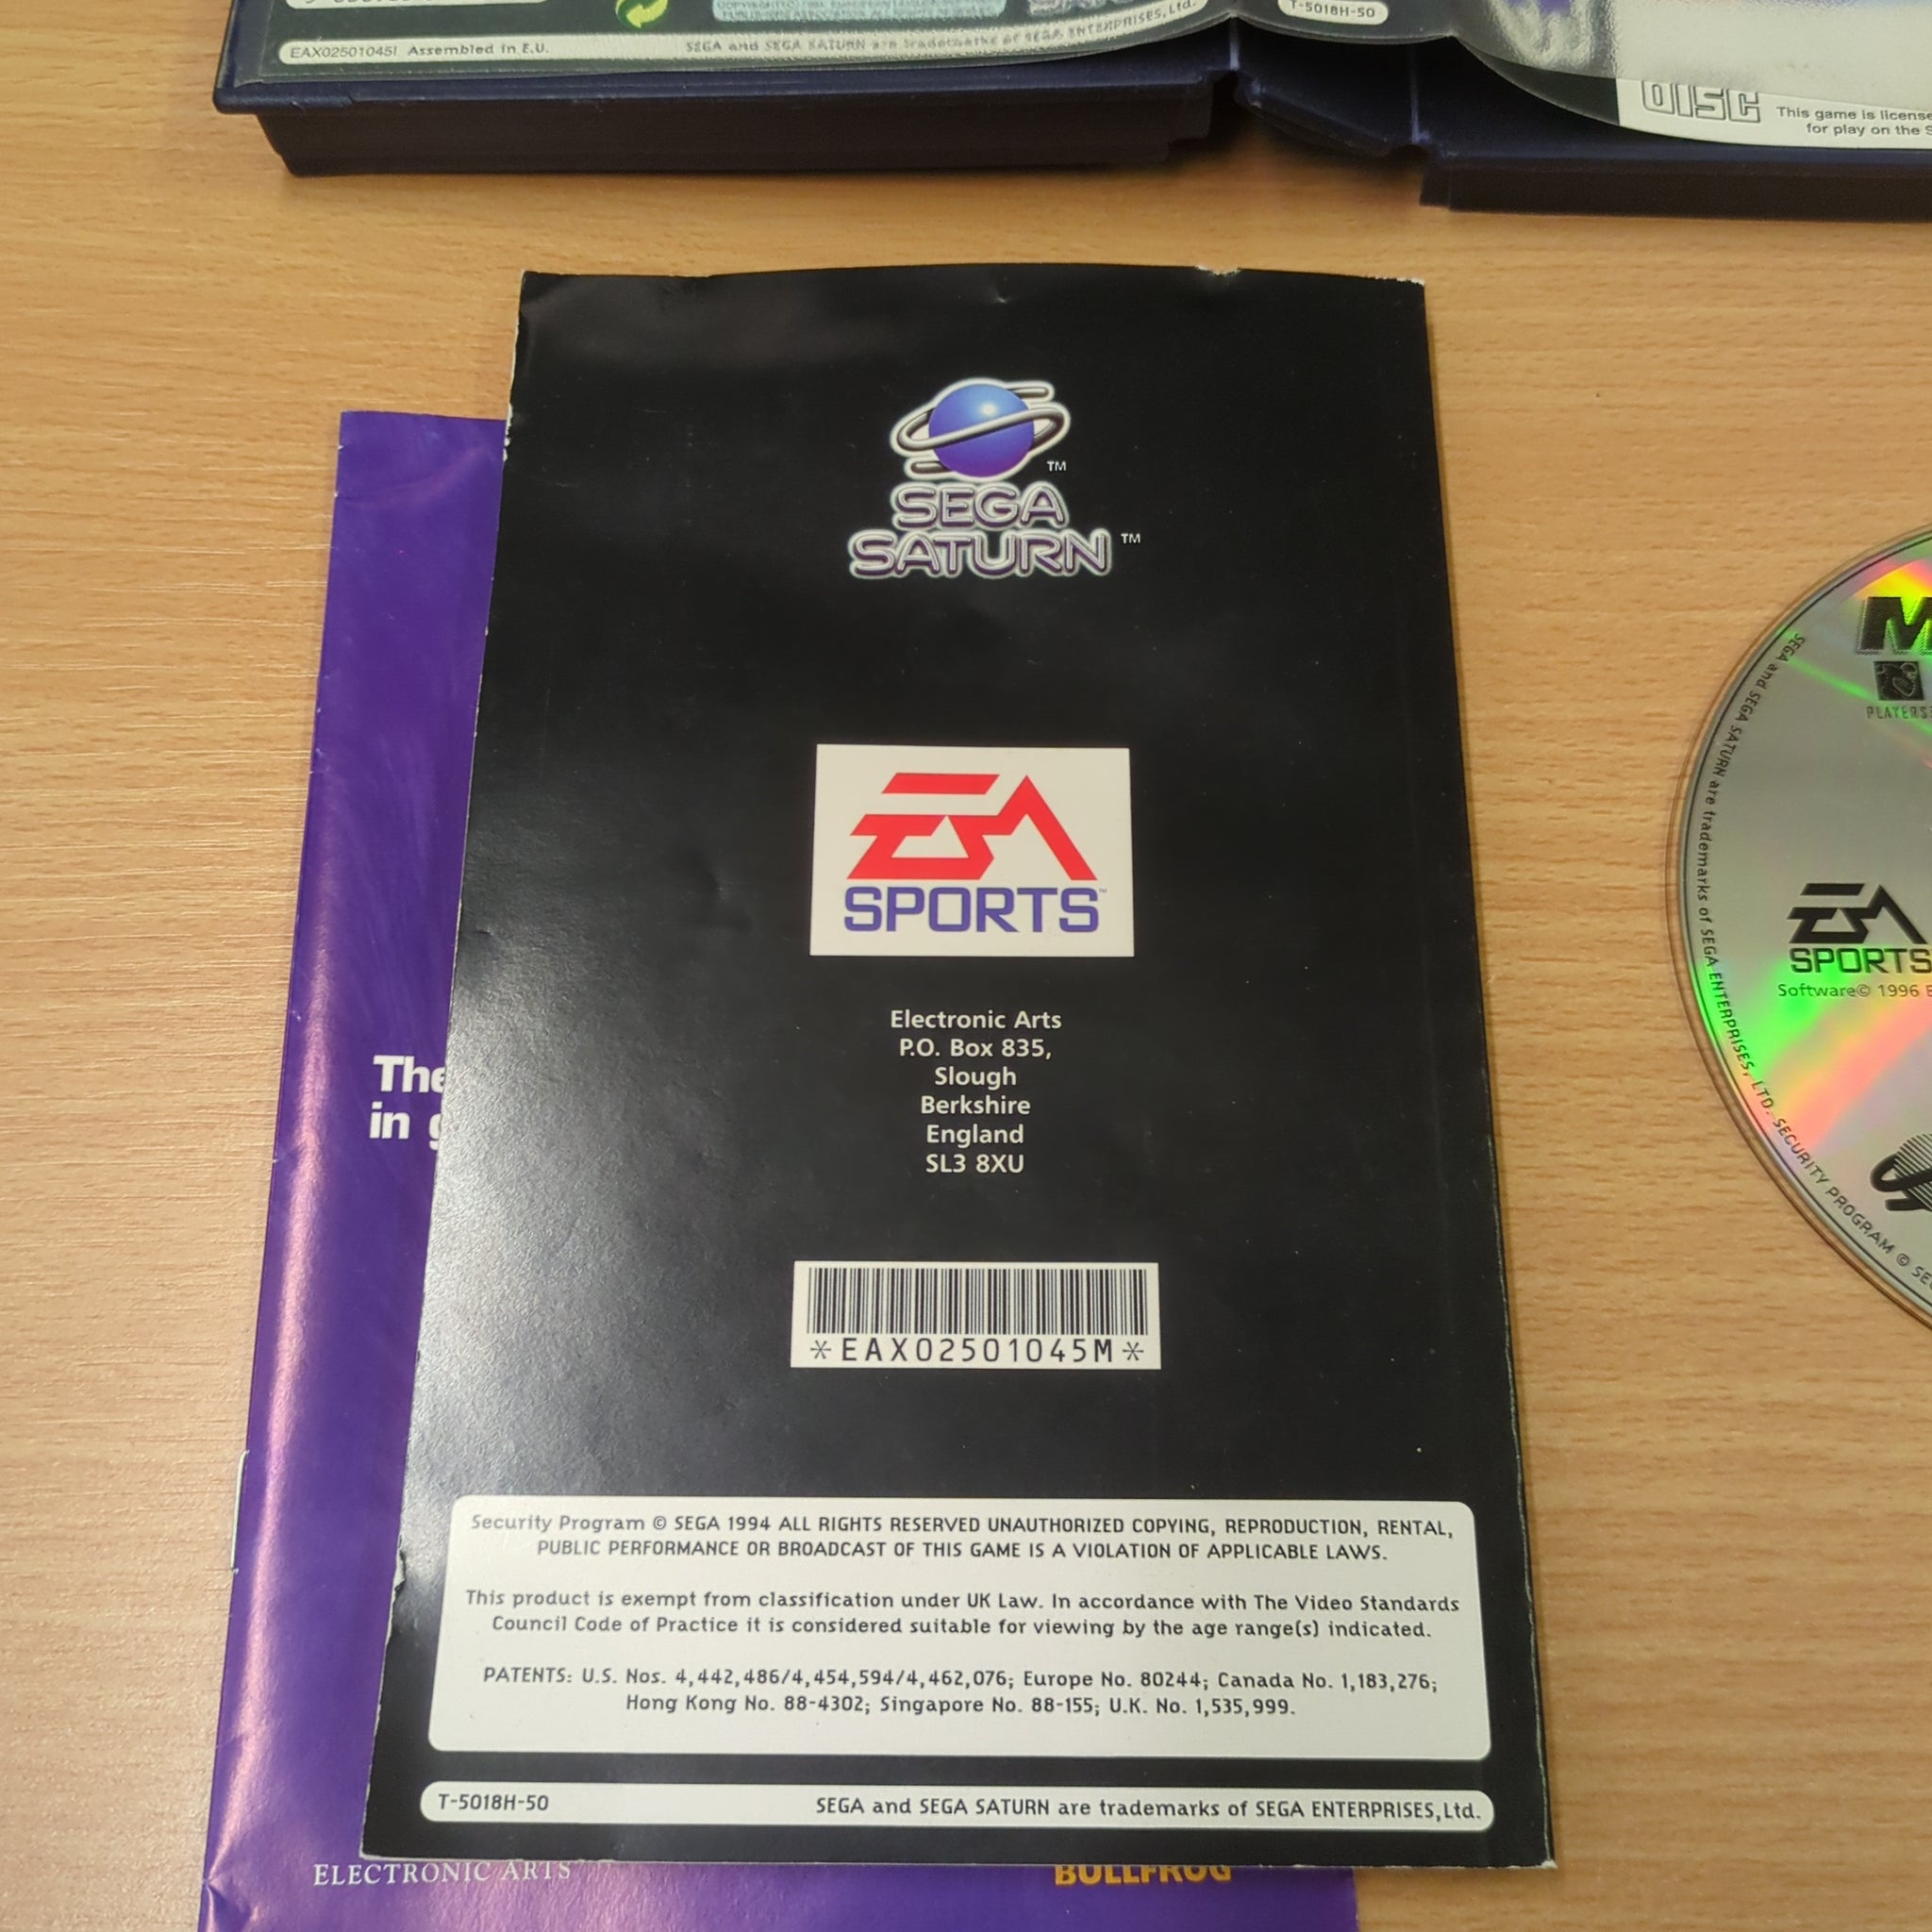 EAX02501045I Assembled in E.U.
SEGA and SEGA SATURN are trademarks of SEGA ENTERPRISES, Ltd.
T-5018H-50
DISC
This game is license
for play on the S
TM
SEGA
SATURN TM
EA
SPORTS TM
Electronic Arts
P.O. Box 835,
Slough
Berkshire
England
SL3 8XU
*EAX02501045M*
Security Program © SEGA 1994 ALL RIGHTS RESERVED UNAUTHORIZED COPYING, REPRODUCTION, RENTAL,
PUBLIC PERFORMANCE OR BROADCAST OF THIS GAME IS A VIOLATION OF APPLICABLE LAWS.
This product is exempt from classification under UK Law. In accordance with The Video Standards
Council Code of Practice it is considered suitable for viewing by the age range(s) indicated.
PATENTS: U.S. Nos. 4,442,486/4,454,594/4,462,076; Europe No. 80244; Canada No. 1,183,276;
Hong Kong No. 88-4302; Singapore No. 88-155; U.K. No. 1,535,999.
T-5018H-50
SEGA and SEGA SATURN are trademarks of SEGA ENTERPRISES,Ltd.
The
in g
ELECTRONIC ARTS
BULLFROG
M
PLAYERS
EA
SPORTS
Software© 1996 E
SEGA and SEGA SATURN are trademarks of SEGA ENTERPRISES, LTD. SECURITY PROGRAM © SE